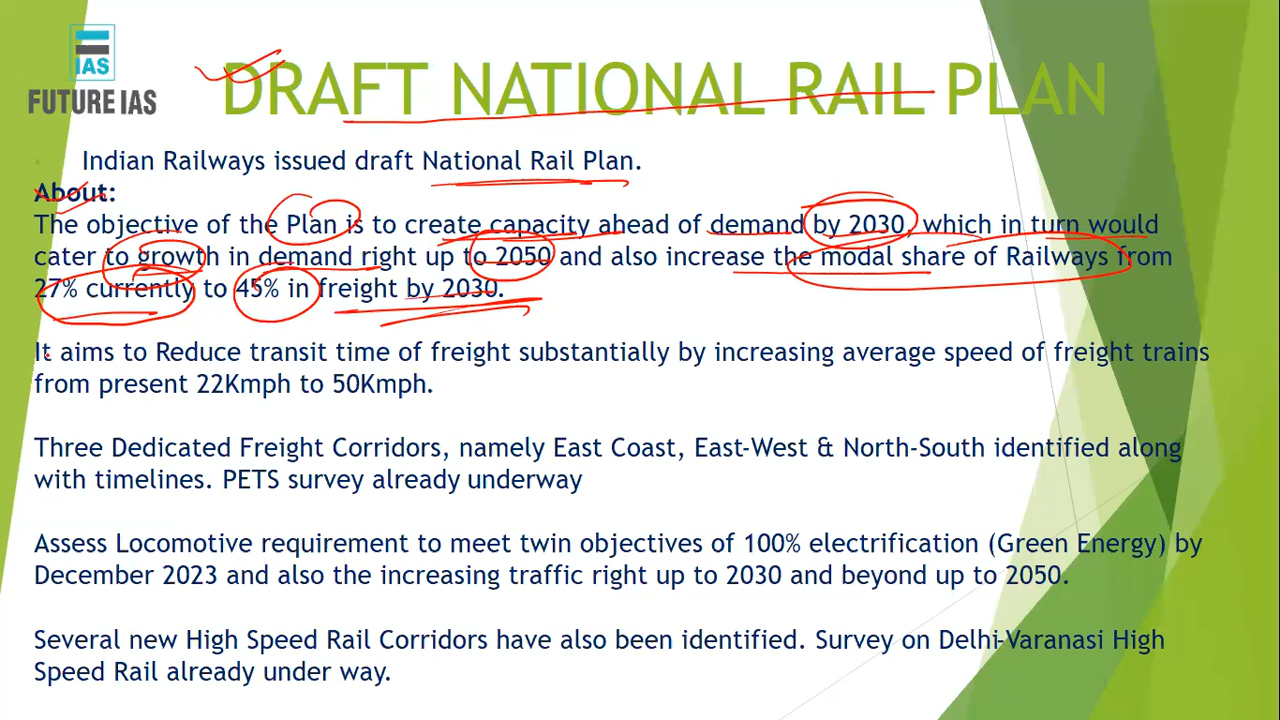 IAS
FUTURE IAS
DRAFT NATIONAL RAIL PLAN
Indian Railways issued draft National Rail Plan.
About:
The objective of the Plan is to create capacity ahead of demand by 2030, which in turn would
cater to growth in demand right up to 2050 and also increase the modal share of Railways from
27% currently to 45% in freight by 2030.
It aims to Reduce transit time of freight substantially by increasing average speed of freight trains
from present 22Kmph to 50Kmph.
Three Dedicated Freight Corridors, namely East Coast, East-West & North-South identified along
with timelines. PETS survey already underway
Assess Locomotive requirement to meet twin objectives of 100% electrification (Green Energy) by
December 2023 and also the increasing traffic right up to 2030 and beyond up to 2050.
Several new High Speed Rail Corridors have also been identified. Survey on Delhi-Varanasi High
Speed Rail already under way.